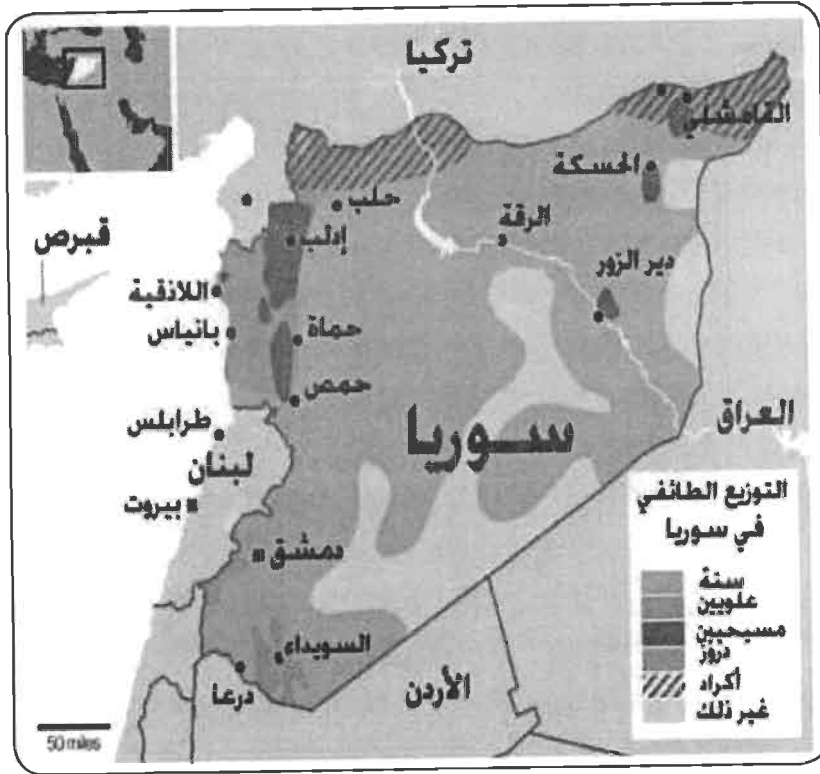 تركيا
القامشلي
الحسكة
حلب
الرقة
قبرص
إدلب
دير الزور
اللاذقية
بانياس
حماة
حمص
العراق
سوريا
طرابلس
لبنان
بيروت
دمشق
السويداء
درعا
الأردن
التوزيع الطائفي
في سوريا
سنة
علويين
مسيحيين
دروز
أكراد
غير ذلك
50 miles